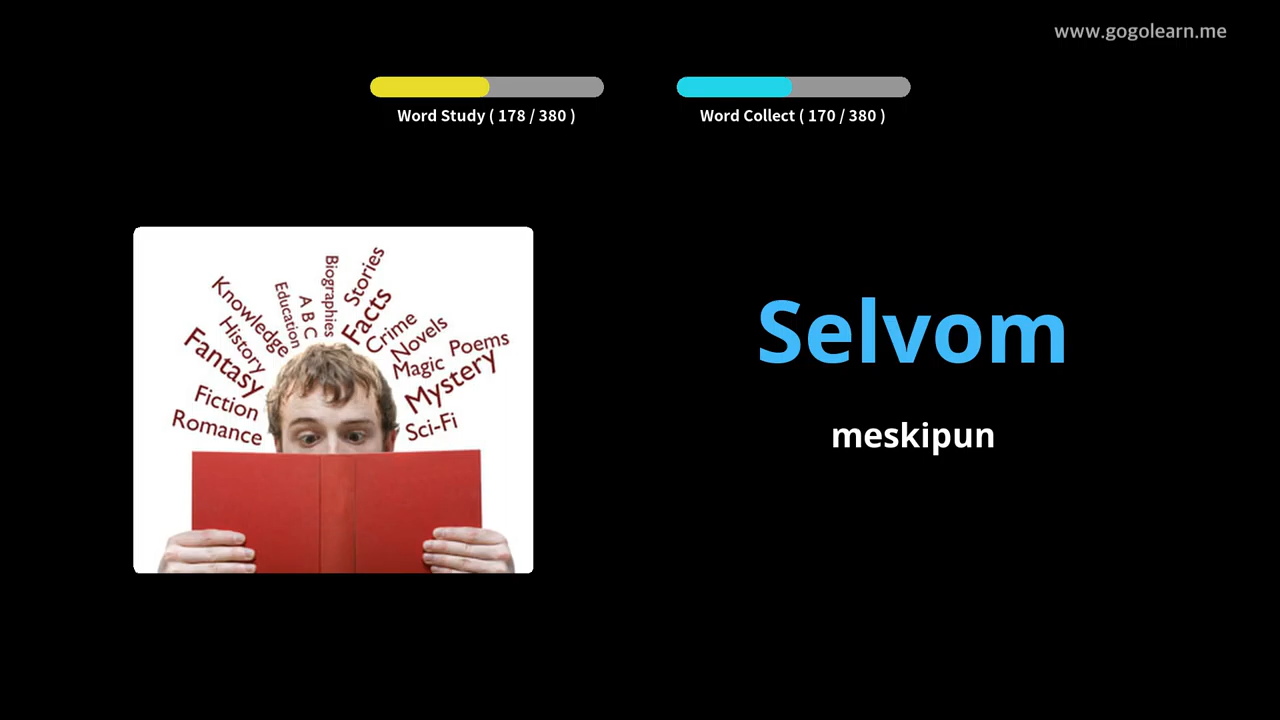 www.gogolearn.me
Word Study ( 178 / 380 )
Word Collect ( 170 / 380 )
Knowledge
History
Fantasy
Fiction
Romance
Education
A B C
Biographies
Stories
Facts
Crime
Novels
Magic
Poems
Mystery
Sci-Fi
Selvom
meskipun